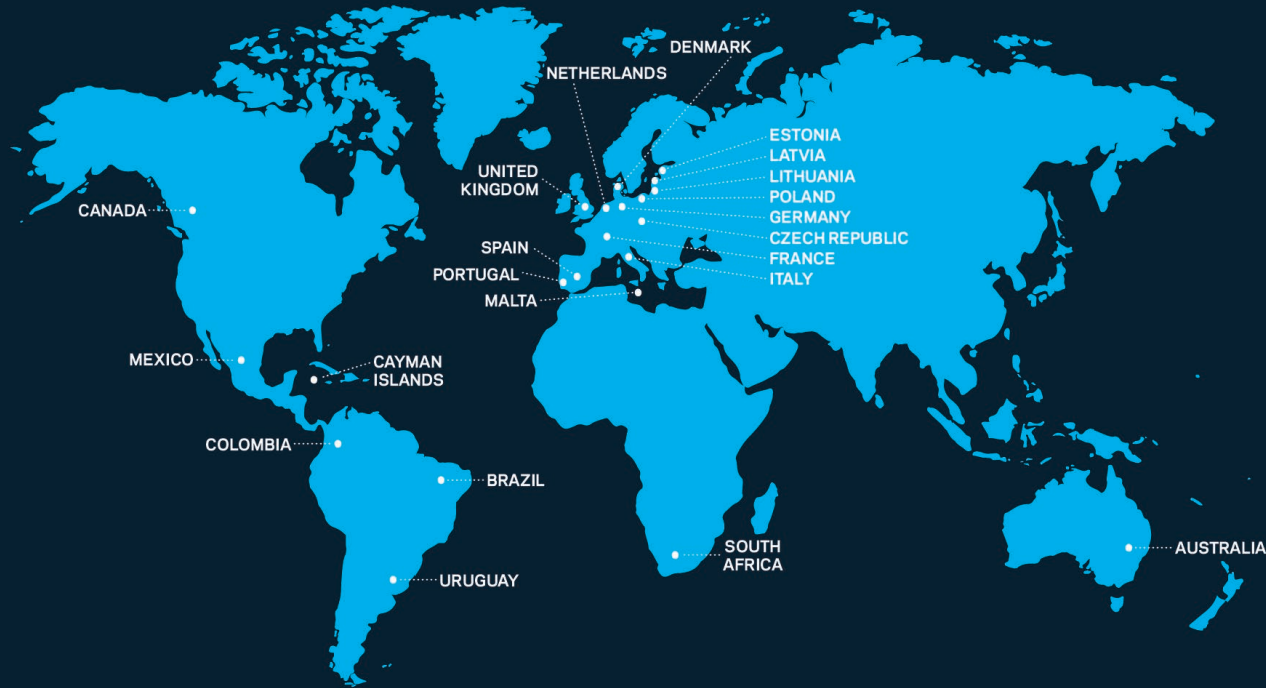 DENMARK
NETHERLANDS
ESTONIA
LATVIA
UNITED
KINGDOM
LITHUANIA
POLAND
CANADA
GERMANY
CZECH REPUBLIC
SPAIN
FRANCE
PORTUGAL
ITALY
MALTA
MEXICO
CAYMAN
ISLANDS
COLOMBIA
BRAZIL
SOUTH
AFRICA
AUSTRALIA
URUGUAY